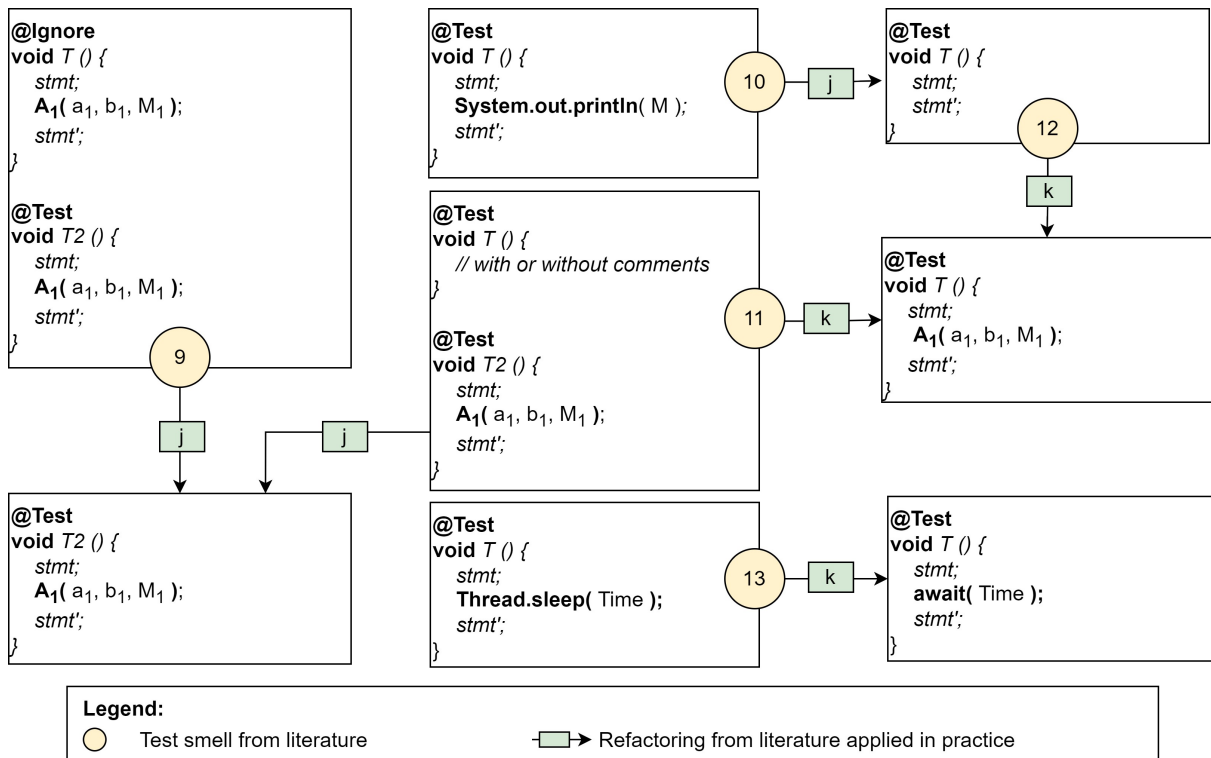 @Ignore
void T () {
stmt;
A1( a1, b1, M1 );
stmt';
}
@Test
void T2 () {
stmt;
A1( a1, b1, M1 );
stmt';
}
9
j
@Test
void T2 () {
stmt;
A1( a1, b1, M1 );
stmt';
}
@Test
void T () {
stmt;
System.out.println( M );
stmt';
}
10
j
@Test
void T () {
stmt;
stmt';
}
12
k
@Test
void T () {
// with or without comments
}
@Test
void T2 () {
stmt;
A1( a1, b1, M1 );
stmt';
}
11
k
j
@Test
void T () {
stmt;
A1( a1, b1, M1 );
stmt';
}
@Test
void T () {
stmt;
Thread.sleep( Time );
stmt';
}
13
k
@Test
void T () {
stmt;
await( Time );
stmt';
}
Legend:
Test smell from literature
Refactoring from literature applied in practice